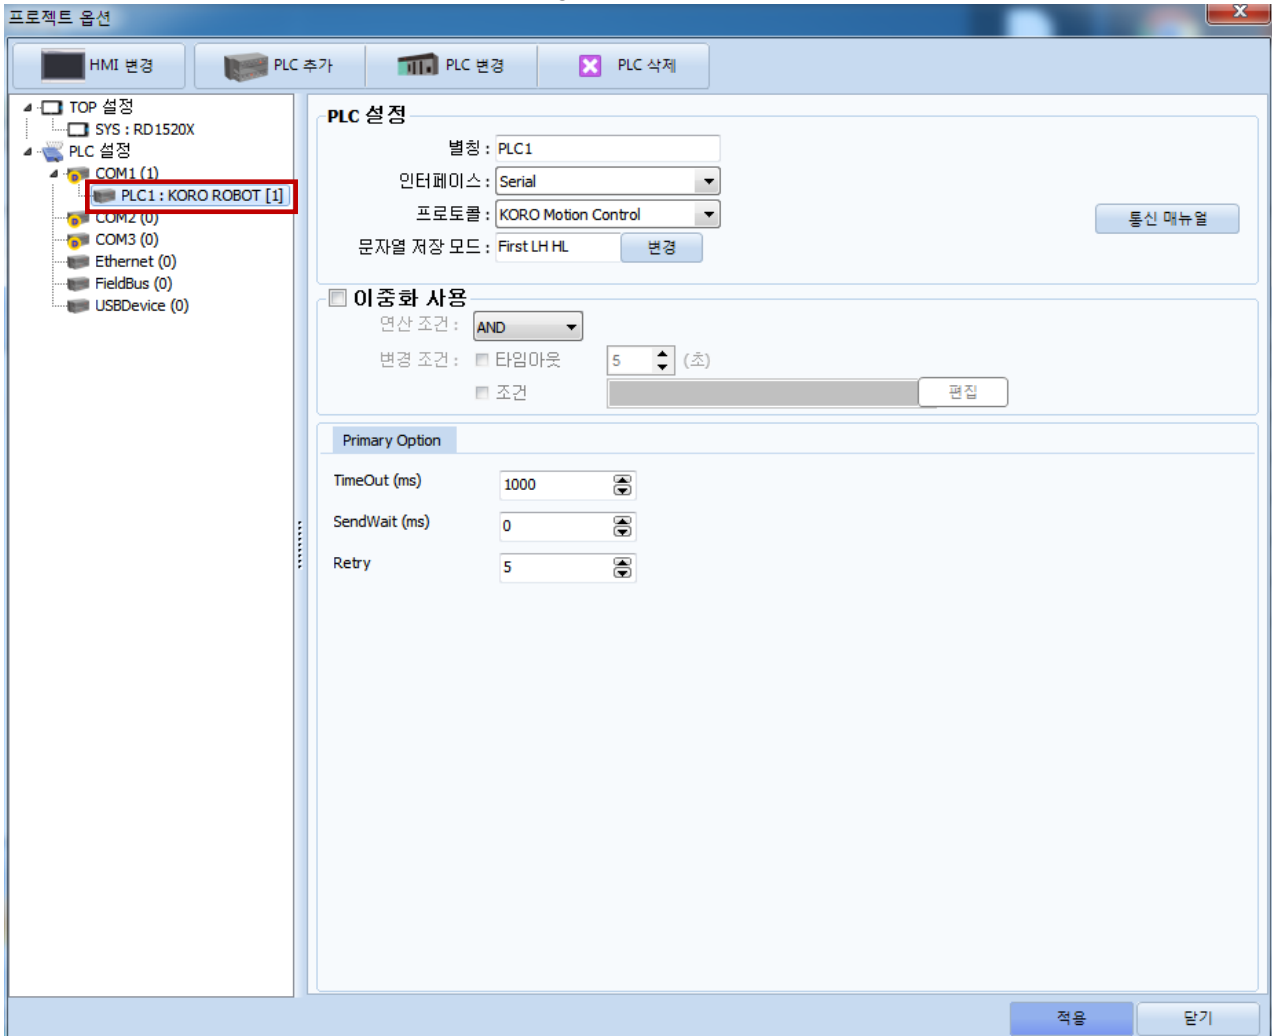 프로젝트 옵션
HMI 변경
PLC 추가
PLC 변경
PLC 삭제
TOP 설정
SYS : RD1520X
PLC 설정
COM1 (1)
PLC1 : KORO ROBOT [1]
COM2 (0)
COM3 (0)
Ethernet (0)
FieldBus (0)
USBDevice (0)
PLC 설정
별칭 : PLC1
인터페이스 : Serial
프로토콜 : KORO Motion Control
통신 매뉴얼
문자열 저장 모드 : First LH HL 변경
이중화 사용
연산 조건 : AND
변경 조건 : 타임아웃 5 (초)
조건 편집
Primary Option
TimeOut (ms) 1000
SendWait (ms) 0
Retry 5
적용 닫기